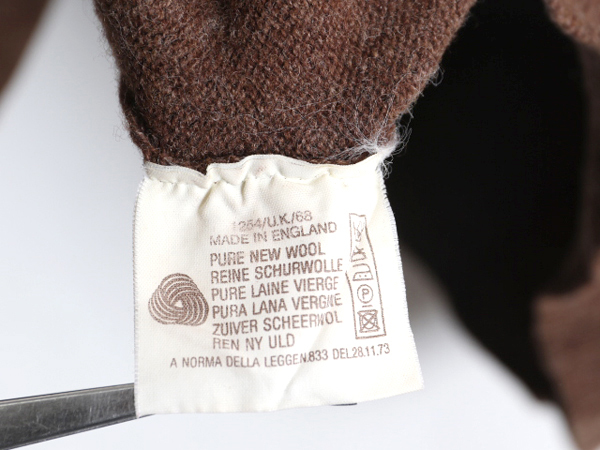 1264/U.K./68
MADE IN ENGLAND
PURE NEW WOOL
REINE SCHURWOLLE
PURE LAINE VIERGE
PURA LANA VERGINE
ZUIVER SCHEERWOL
REN NY ULD
A NORMA DELLA LEGGE N.833 DEL 28.11.73
P